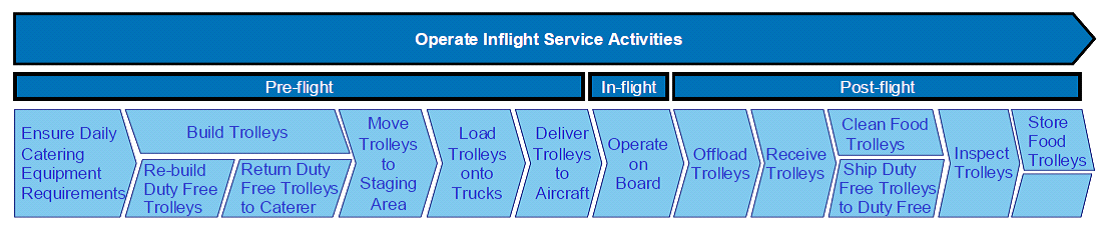 Operate Inflight Service Activities
Pre-flight
In-flight
Post-flight
Ensure Daily
Catering
Equipment
Requirements
Build Trolleys
Re-build
Duty Free
Trolleys
Return Duty
Free Trolleys
to Caterer
Move
Trolleys
to
Staging
Area
Load
Trolleys
onto
Trucks
Deliver
Trolleys
to
Aircraft
Operate
on
Board
Offload
Trolleys
Receive
Trolleys
Clean Food
Trolleys
Ship Duty
Free Trolleys
to Duty Free
Inspect
Trolleys
Store
Food
Trolleys